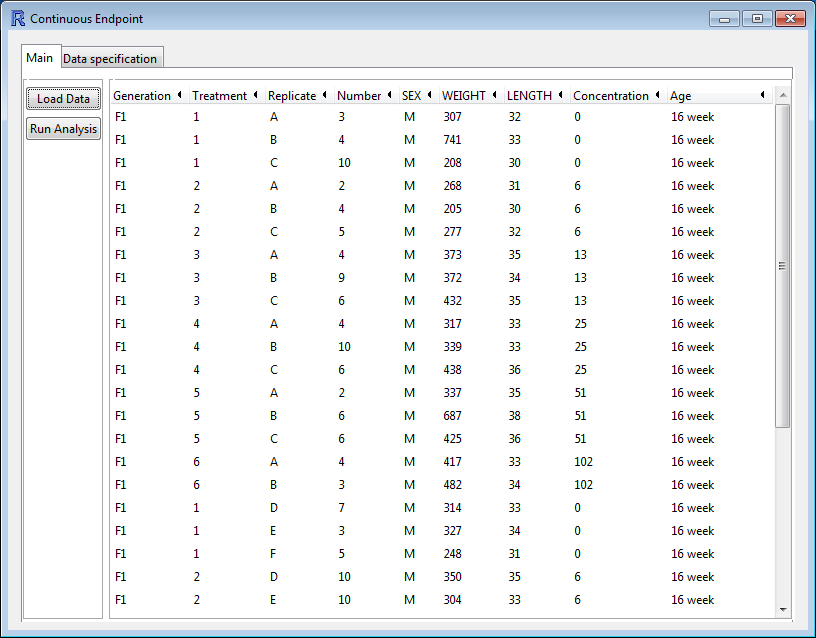 Continuous Endpoint
Main Data specification
Load Data
Run Analysis
Generation Treatment Replicate Number SEX WEIGHT LENGTH Concentration Age
F1 1 A 3 M 307 32 0 16 week
F1 1 B 4 M 741 33 0 16 week
F1 1 C 10 M 208 30 0 16 week
F1 2 A 2 M 268 31 6 16 week
F1 2 B 4 M 205 30 6 16 week
F1 2 C 5 M 277 32 6 16 week
F1 3 A 4 M 373 35 13 16 week
F1 3 B 9 M 372 34 13 16 week
F1 3 C 6 M 432 35 13 16 week
F1 4 A 4 M 317 33 25 16 week
F1 4 B 10 M 339 33 25 16 week
F1 4 C 6 M 438 36 25 16 week
F1 5 A 2 M 337 35 51 16 week
F1 5 B 6 M 687 38 51 16 week
F1 5 C 6 M 425 36 51 16 week
F1 6 A 4 M 417 33 102 16 week
F1 6 B 3 M 482 34 102 16 week
F1 1 D 7 M 314 33 0 16 week
F1 1 E 3 M 327 34 0 16 week
F1 1 F 5 M 248 31 0 16 week
F1 2 D 10 M 350 35 6 16 week
F1 2 E 10 M 304 33 6 16 week